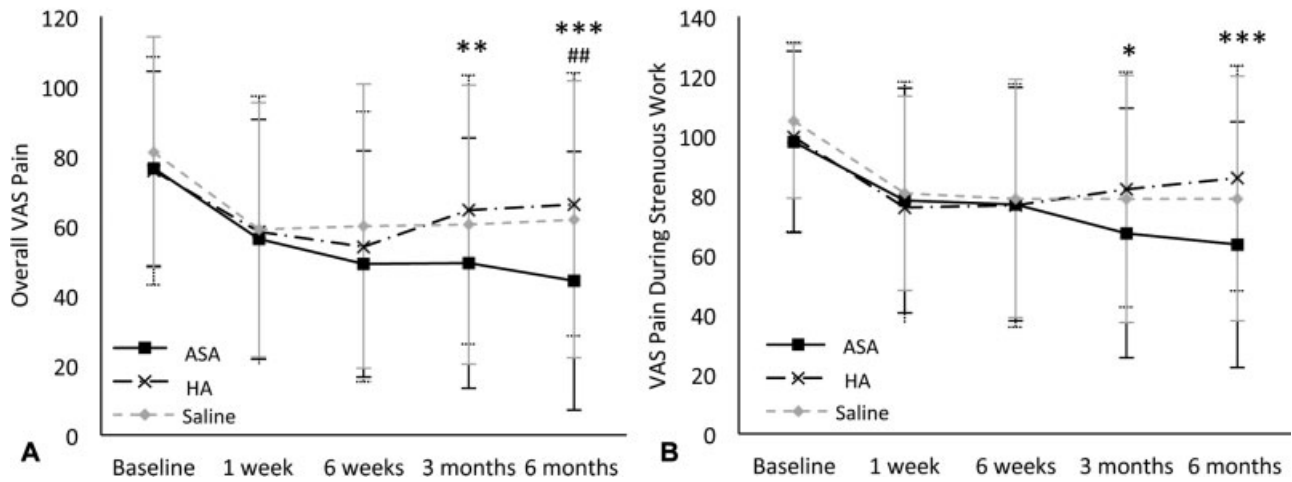 Overall VAS Pain
120
100
80
60
40
20
0
** ***
##
ASA
HA
Saline
A
Baseline 1 week 6 weeks 3 months 6 months
VAS Pain During Strenuous Work
140
120
100
80
60
40
20
0
* ***
ASA
HA
Saline
B
Baseline 1 week 6 weeks 3 months 6 months